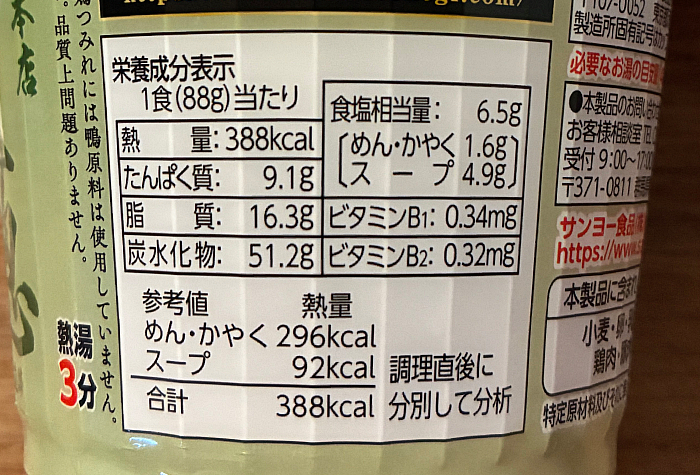 本店
鶏つみれには鴨原料は使用していません。
品質上問題ありません。
熱湯
3分
栄養成分表示
1食(88g)当たり
熱量:388kcal
たんぱく質: 9.1g
脂質: 16.3g
炭水化物: 51.2g
食塩相当量: 6.5g
めん・かやく 1.6g
スープ 4.9g
ビタミンB1: 0.34mg
ビタミンB2: 0.32mg
参考値 熱量
めん・かやく 296kcal
スープ 92kcal
合計 388kcal
調理直後に
分別して分析
〒107-0052
製造所固有記号
必要なお湯の目安
●本製品のお問い合わ
お客様相談室 TEL
受付 9:00〜17:00
〒371-0811
サンヨー食品
https://www.
本製品に含まれ
小麦・卵・
鶏肉・
特定原材料及びそ